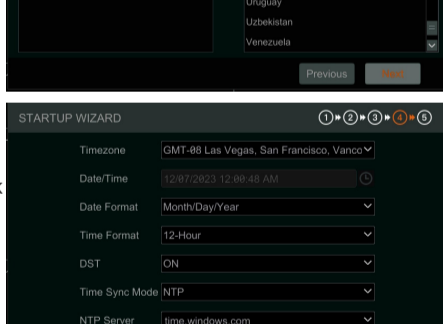 Uruguay
Uzbekistan
Venezuela
Previous Next
STARTUP WIZARD 1 2 3 4 5
Timezone GMT-08 Las Vegas, San Francisco, Vanco
Date/Time 12/07/2023 12:00:48 AM
Date Format Month/Day/Year
Time Format 12-Hour
DST ON
Time Sync Mode NTP
NTP Server time.windows.com